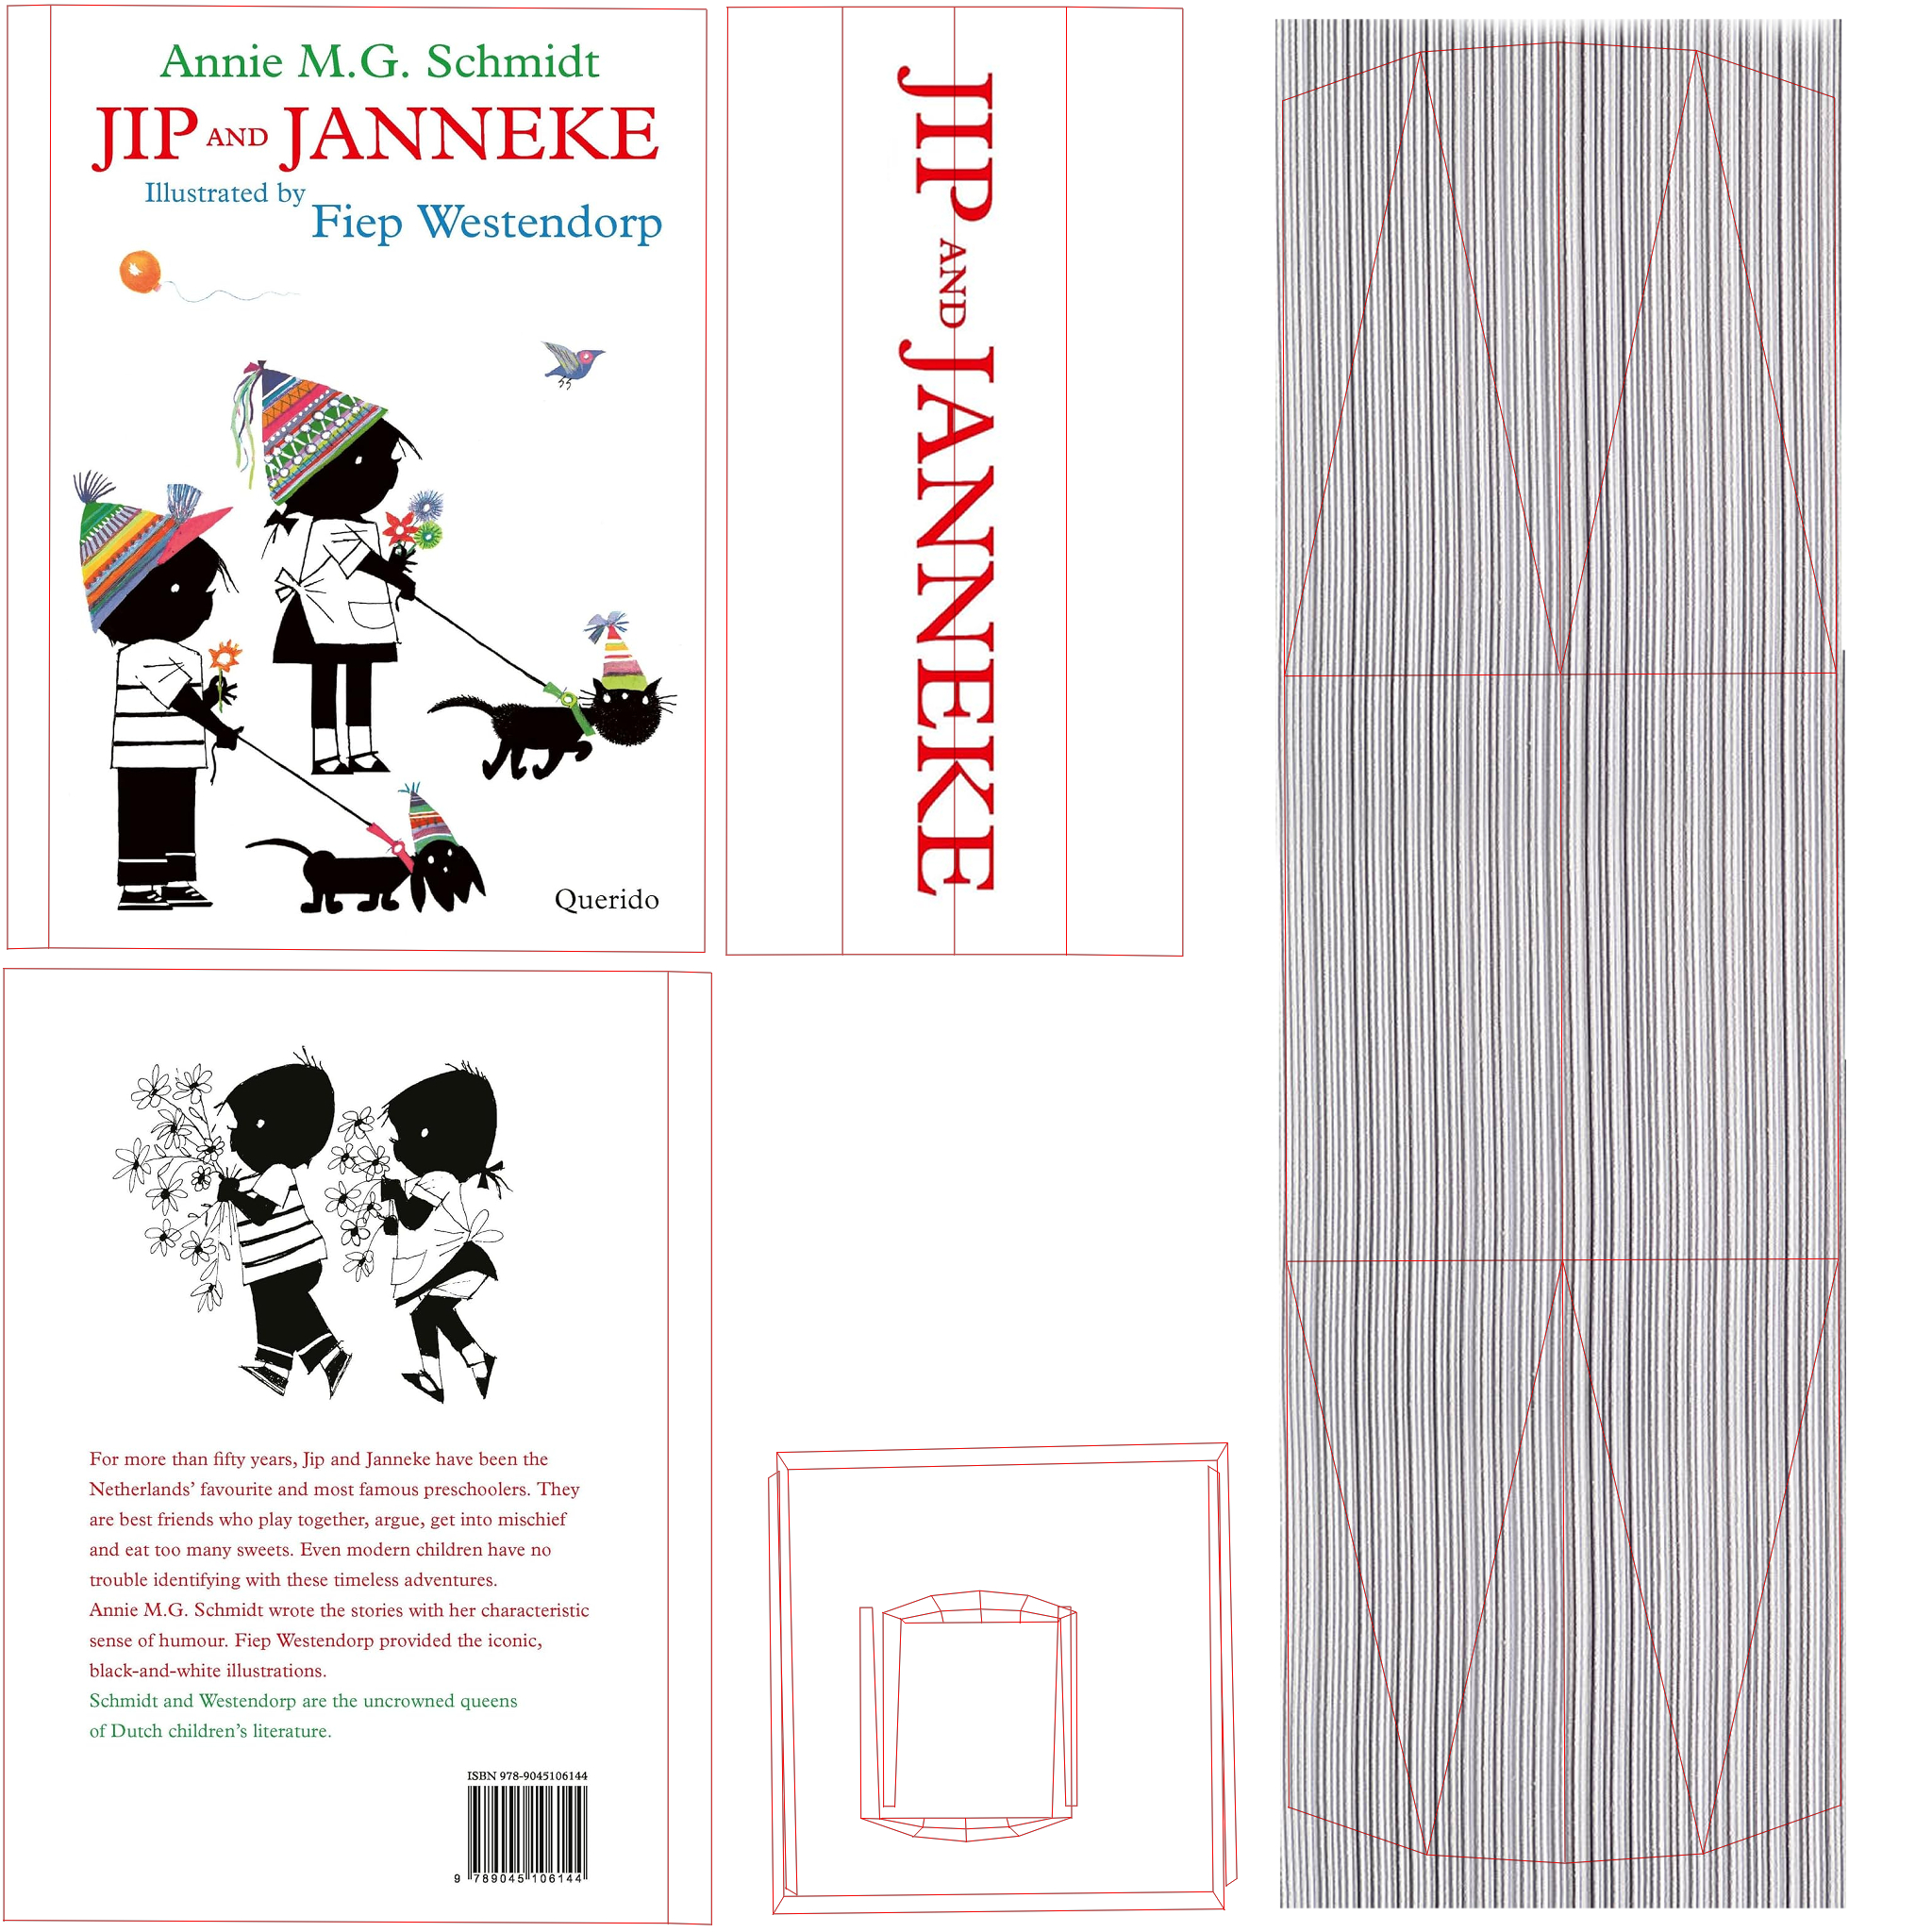 Annie M.G. Schmidt
JIP AND JANNEKE
Illustrated by
Fiep Westendorp
Querido
JIP AND JANNEKE
For more than fifty years, Jip and Janneke have been the
Netherlands’ favourite and most famous preschoolers. They
are best friends who play together, argue, get into mischief
and eat too many sweets. Even modern children have no
trouble identifying with these timeless adventures.
Annie M.G. Schmidt wrote the stories with her characteristic
sense of humour. Fiep Westendorp provided the iconic,
black-and-white illustrations.
Schmidt and Westendorp are the uncrowned queens
of Dutch children’s literature.
ISBN 978-9045106144
9 789045 106144